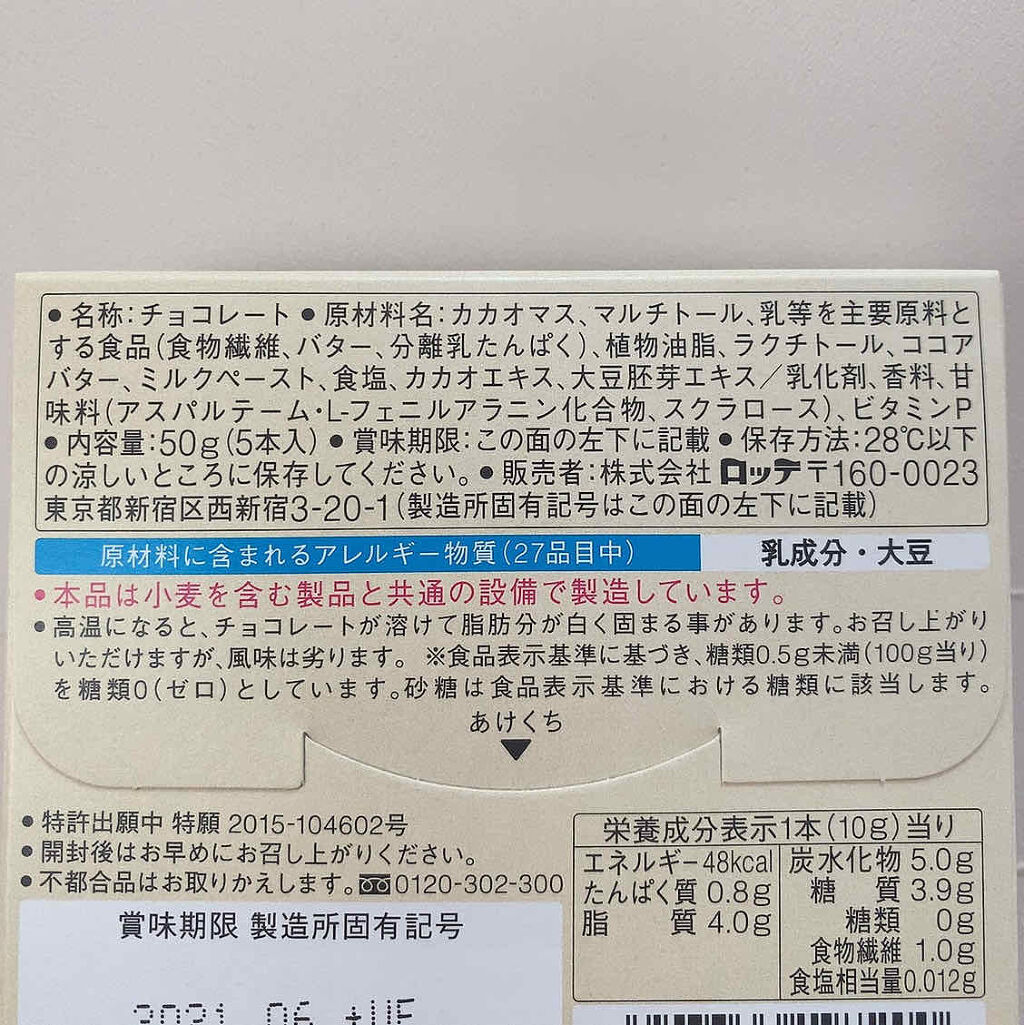 ●名称:チョコレート●原材料名:カカオマス、マルチトール、乳等を主要原料と
する食品(食物繊維、バター、分離乳たんぱく)、植物油脂、ラクチトール、ココア
バター、ミルクペースト、食塩、カカオエキス、大豆胚芽エキス/乳化剤、香料、甘
味料(アスパルテーム・L-フェニルアラニン化合物、スクラロース)、ビタミンP
●内容量:50g(5本入)●賞味期限:この面の左下に記載●保存方法:28℃以下
の涼しいところに保存してください。●販売者:株式会社 ロッテ〒160-0023
東京都新宿区西新宿3-20-1(製造所固有記号はこの面の左下に記載)
原材料に含まれるアレルギー物質(27品目中) 乳成分・大豆
●本品は小麦を含む製品と共通の設備で製造しています。
●高温になると、チョコレートが溶けて脂肪分が白く固まる事があります。お召し上がり
いただけますが、風味は劣ります。 ※食品表示基準に基づき、糖類0.5g未満(100g当り)
を糖類0(ゼロ)としています。砂糖は食品表示基準における糖類に該当します。
あけくち
▼
●特許出願中 特願 2015-104602号
●開封後はお早めにお召し上がりください。
●不都合品はお取りかえします。0120-302-300
賞味期限 製造所固有記号
2021 06 +UF
栄養成分表示1本(10g)当り
エネルギー48kcal
たんぱく質 0.8g
脂質 4.0g
炭水化物 5.0g
糖質 3.9g
糖類 0g
食物繊維 1.0g
食塩相当量0.012g